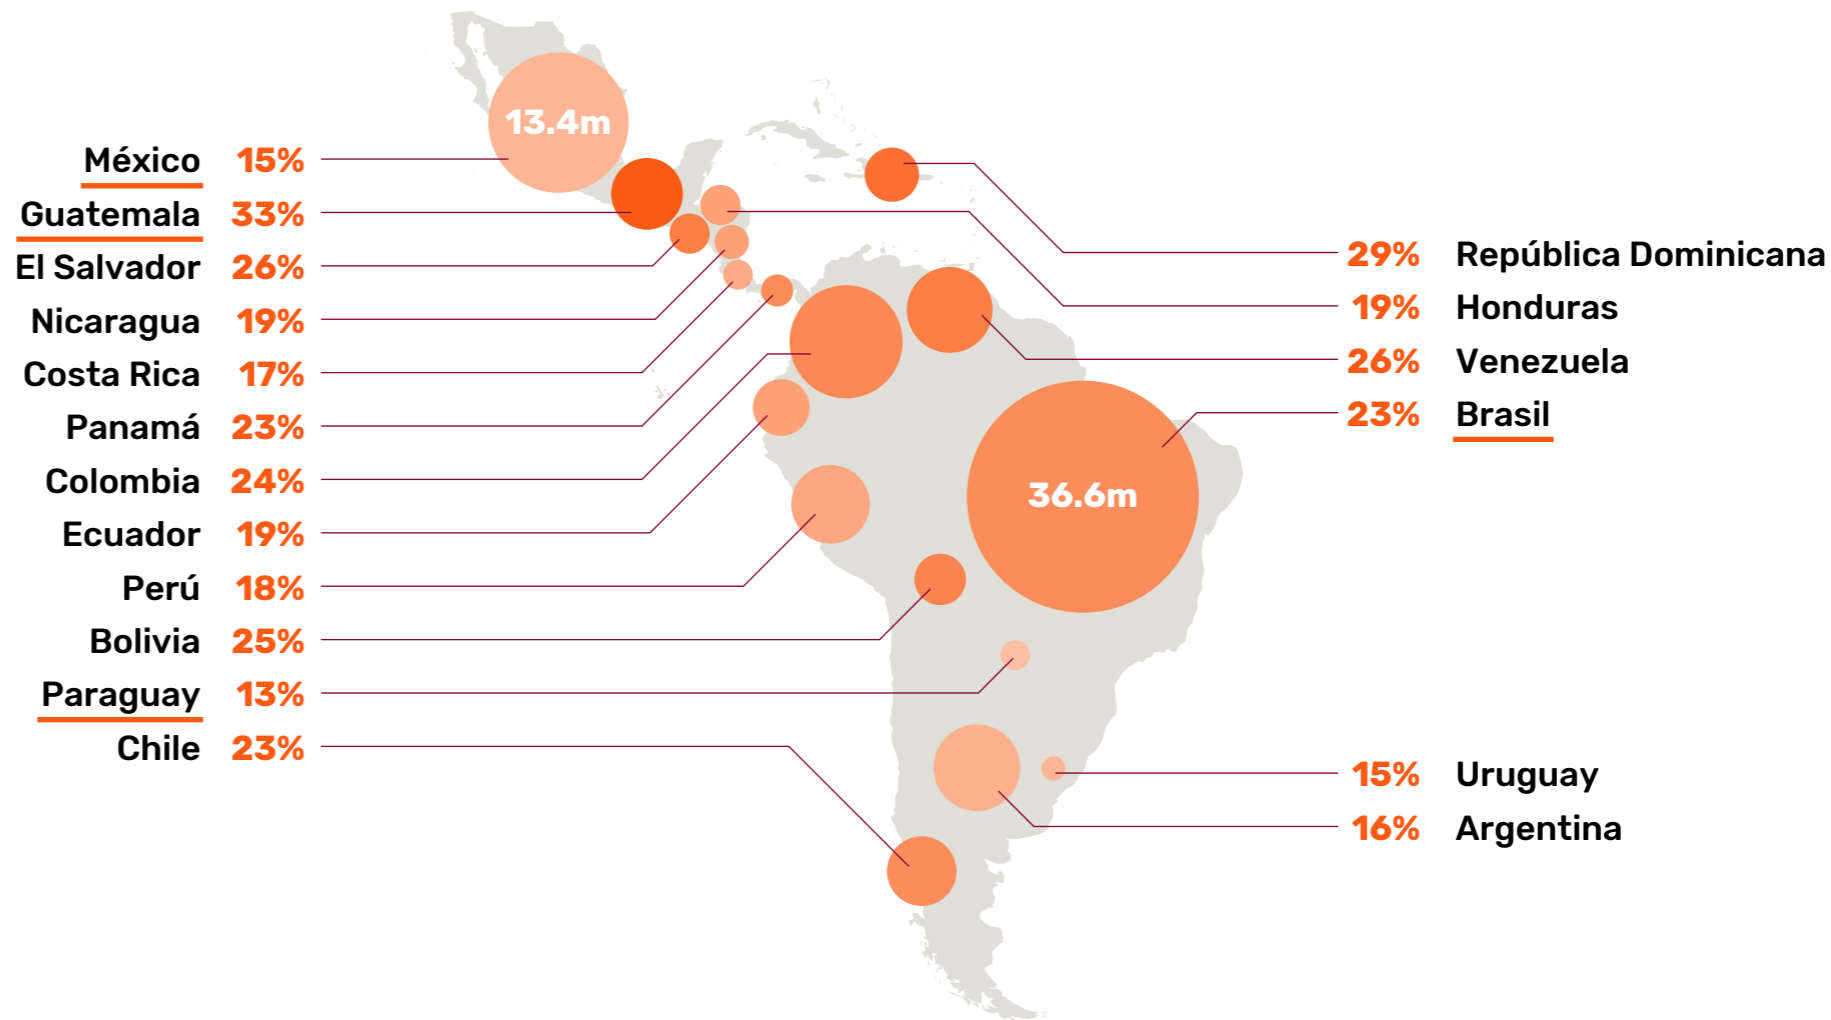 13.4m
México 15%
Guatemala 33%
El Salvador 26%
Nicaragua 19%
Costa Rica 17%
Panamá 23%
Colombia 24%
Ecuador 19%
Perú 18%
Bolivia 25%
Paraguay 13%
Chile 23%
36.6m
29% República Dominicana
19% Honduras
26% Venezuela
23% Brasil
15% Uruguay
16% Argentina